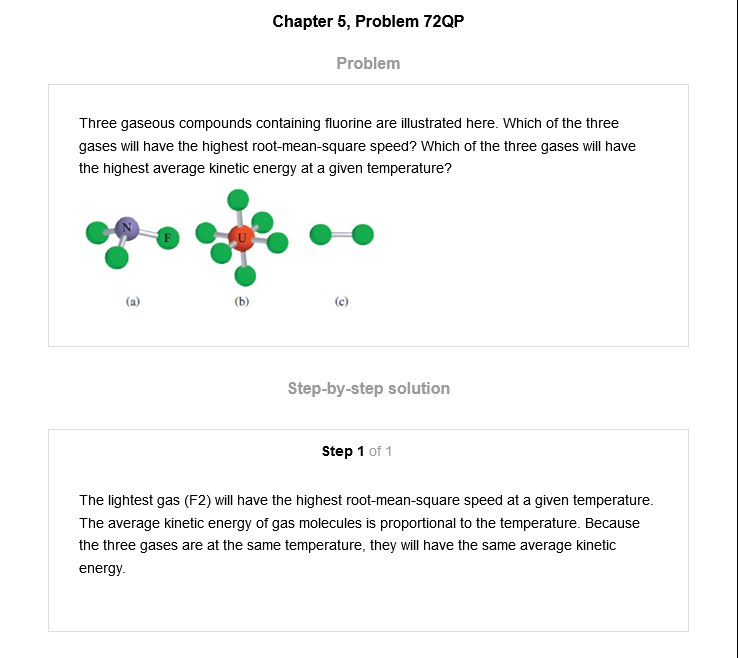 Chapter 5, Problem 72QP
Problem
Three gaseous compounds containing fluorine are illustrated here. Which of the three
gases will have the highest root-mean-square speed? Which of the three gases will have
the highest average kinetic energy at a given temperature?
N
F
U
(a)
(b)
(c)
Step-by-step solution
Step 1 of 1
The lightest gas (F2) will have the highest root-mean-square speed at a given temperature.
The average kinetic energy of gas molecules is proportional to the temperature. Because
the three gases are at the same temperature, they will have the same average kinetic
energy.